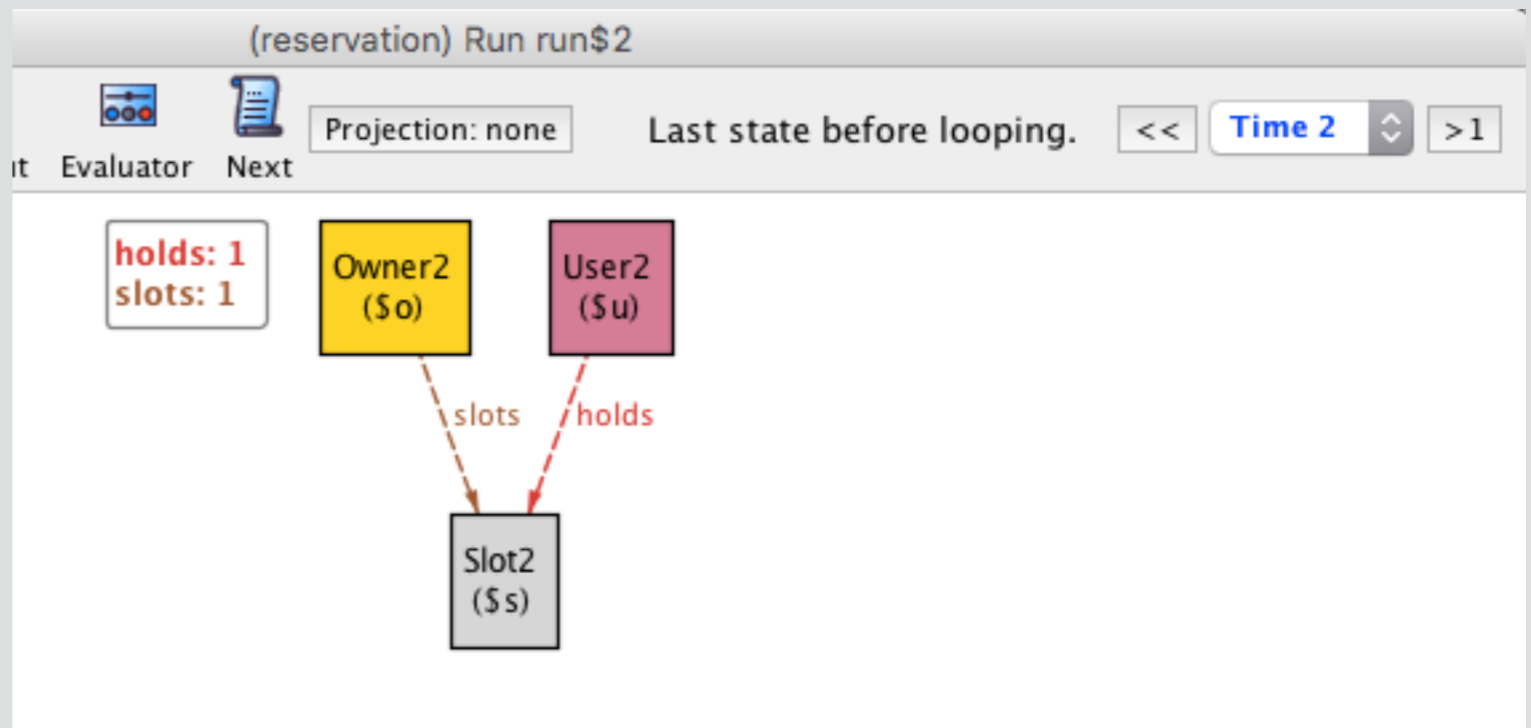 (reservation) Run run$2
Evaluator Next Projection: none Last state before looping. << Time 2 >1
holds: 1
slots: 1
Owner2
($o)
User2
($u)
slots
holds
Slot2
($s)